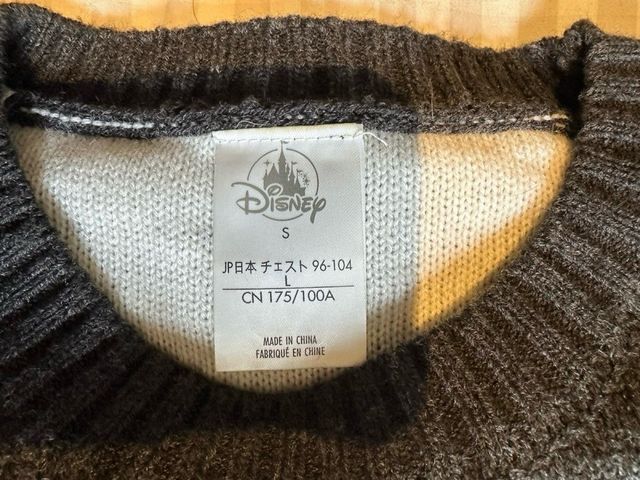 Disney
S
JP日本 チェスト 96-104
L
CN 175/100A
MADE IN CHINA
FABRIQUÉ EN CHINE